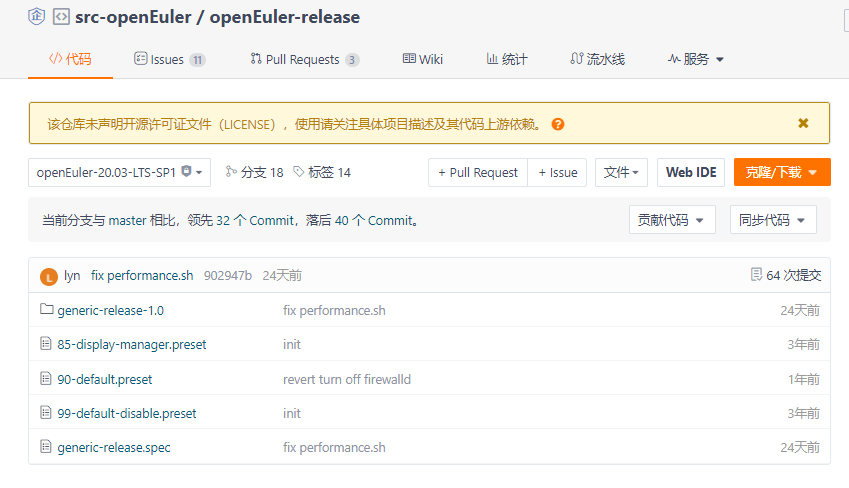 src-openEuler / openEuler-release
代码 Issues 11 Pull Requests 3 Wiki 统计 流水线 服务
该仓库未声明开源许可证文件（LICENSE），使用请关注具体项目描述及其代码上游依赖。
openEuler-20.03-LTS-SP1 分支 18 标签 14 + Pull Request + Issue 文件 Web IDE 克隆/下载
当前分支与 master 相比，领先 32 个 Commit，落后 40 个 Commit。 贡献代码 同步代码
L lyn fix performance.sh 902947b 24天前 64 次提交
generic-release-1.0 fix performance.sh 24天前
85-display-manager.preset init 3年前
90-default.preset revert turn off firewalld 1年前
99-default-disable.preset init 3年前
generic-release.spec fix performance.sh 24天前